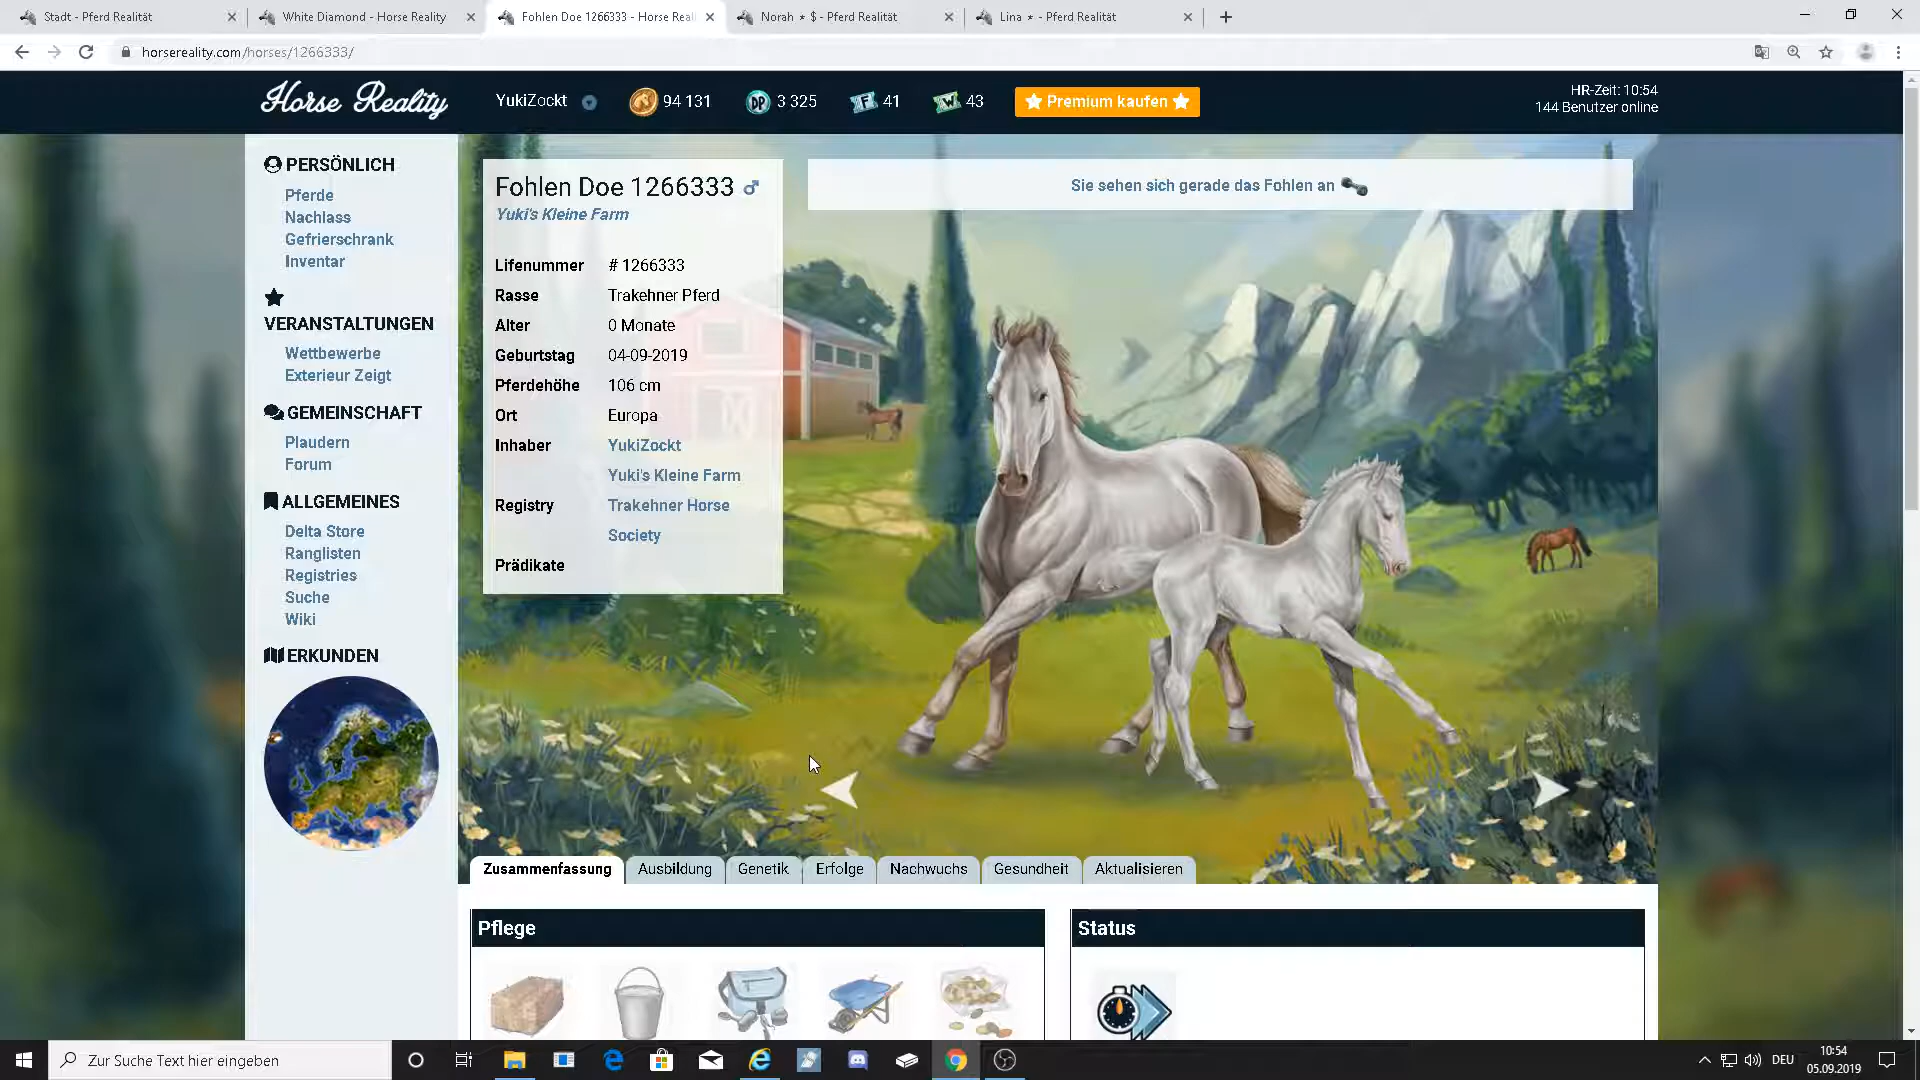 Stadt - Pferd Realität
White Diamond - Horse Reality
Fohlen Doe 1266333 - Horse Real
Norah ⋆ $ - Pferd Realität
Lina ⋆ - Pferd Realität
horsereality.com/horses/1266333/
Horse Reality
YukiZockt
94 131
DP
3 325
F
41
W
43
Premium kaufen
HR-Zeit: 10:54
144 Benutzer online
PERSÖNLICH
Pferde
Nachlass
Gefrierschrank
Inventar
VERANSTALTUNGEN
Wettbewerbe
Exterieur Zeigt
GEMEINSCHAFT
Plaudern
Forum
ALLGEMEINES
Delta Store
Ranglisten
Registries
Suche
Wiki
ERKUNDEN
Fohlen Doe 1266333 ♂
Yuki's Kleine Farm
Lifenummer # 1266333
Rasse Trakehner Pferd
Alter 0 Monate
Geburtstag 04-09-2019
Pferdehöhe 106 cm
Ort Europa
Inhaber YukiZockt
Yuki's Kleine Farm
Registry Trakehner Horse
Society
Prädikate
Sie sehen sich gerade das Fohlen an
Zusammenfassung
Ausbildung
Genetik
Erfolge
Nachwuchs
Gesundheit
Aktualisieren
Pflege
Status
Zur Suche Text hier eingeben
DEU
10:54
05.09.2019